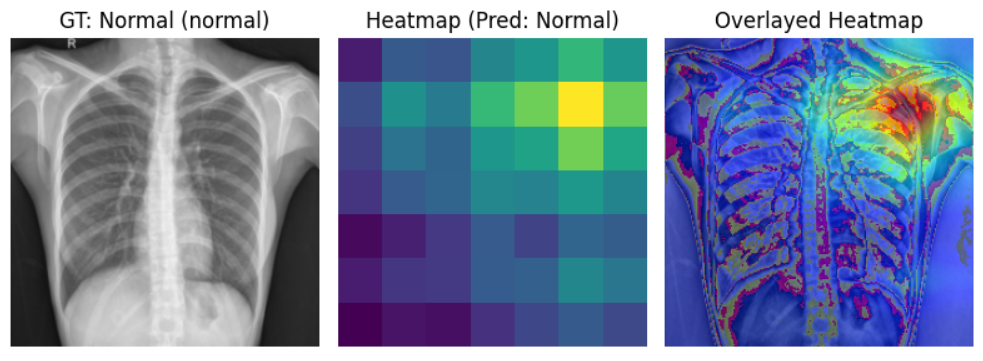 GT: Normal (normal)
Heatmap (Pred: Normal)
Overlayed Heatmap
R